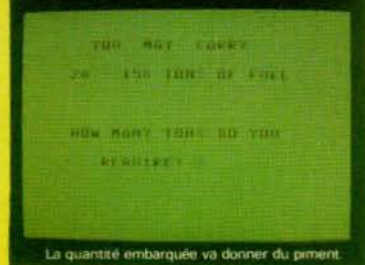 YOU MAY CARRY
20 - 150 TONS OF FUEL
HOW MANY TONS DO YOU
REQUIRE?
La quantité embarquée va donner du piment